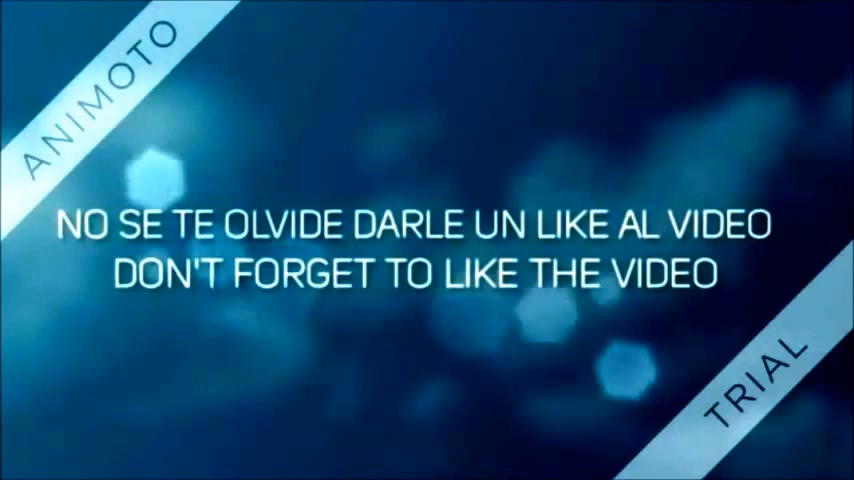 ANIMOTO
NO SE TE OLVIDE DARLE UN LIKE AL VIDEO
DON'T FORGET TO LIKE THE VIDEO
TRIAL